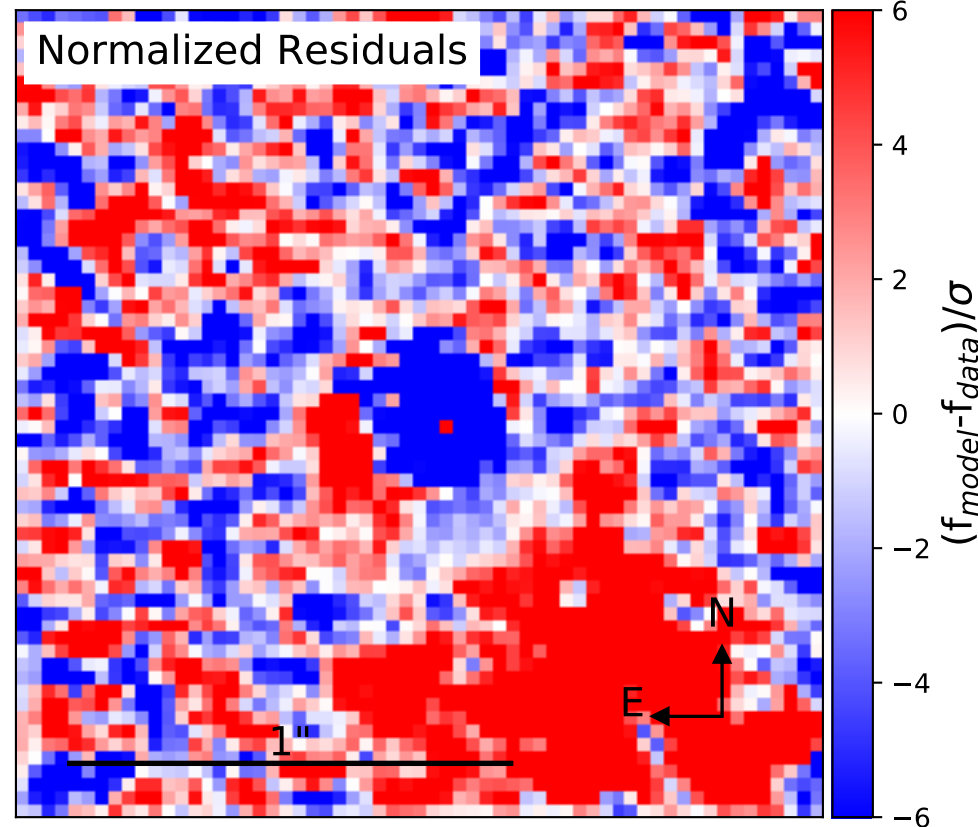 Normalized Residuals
6
4
2
0
−2
−4
−6
(f_model-f_data)/σ
N
E
1"